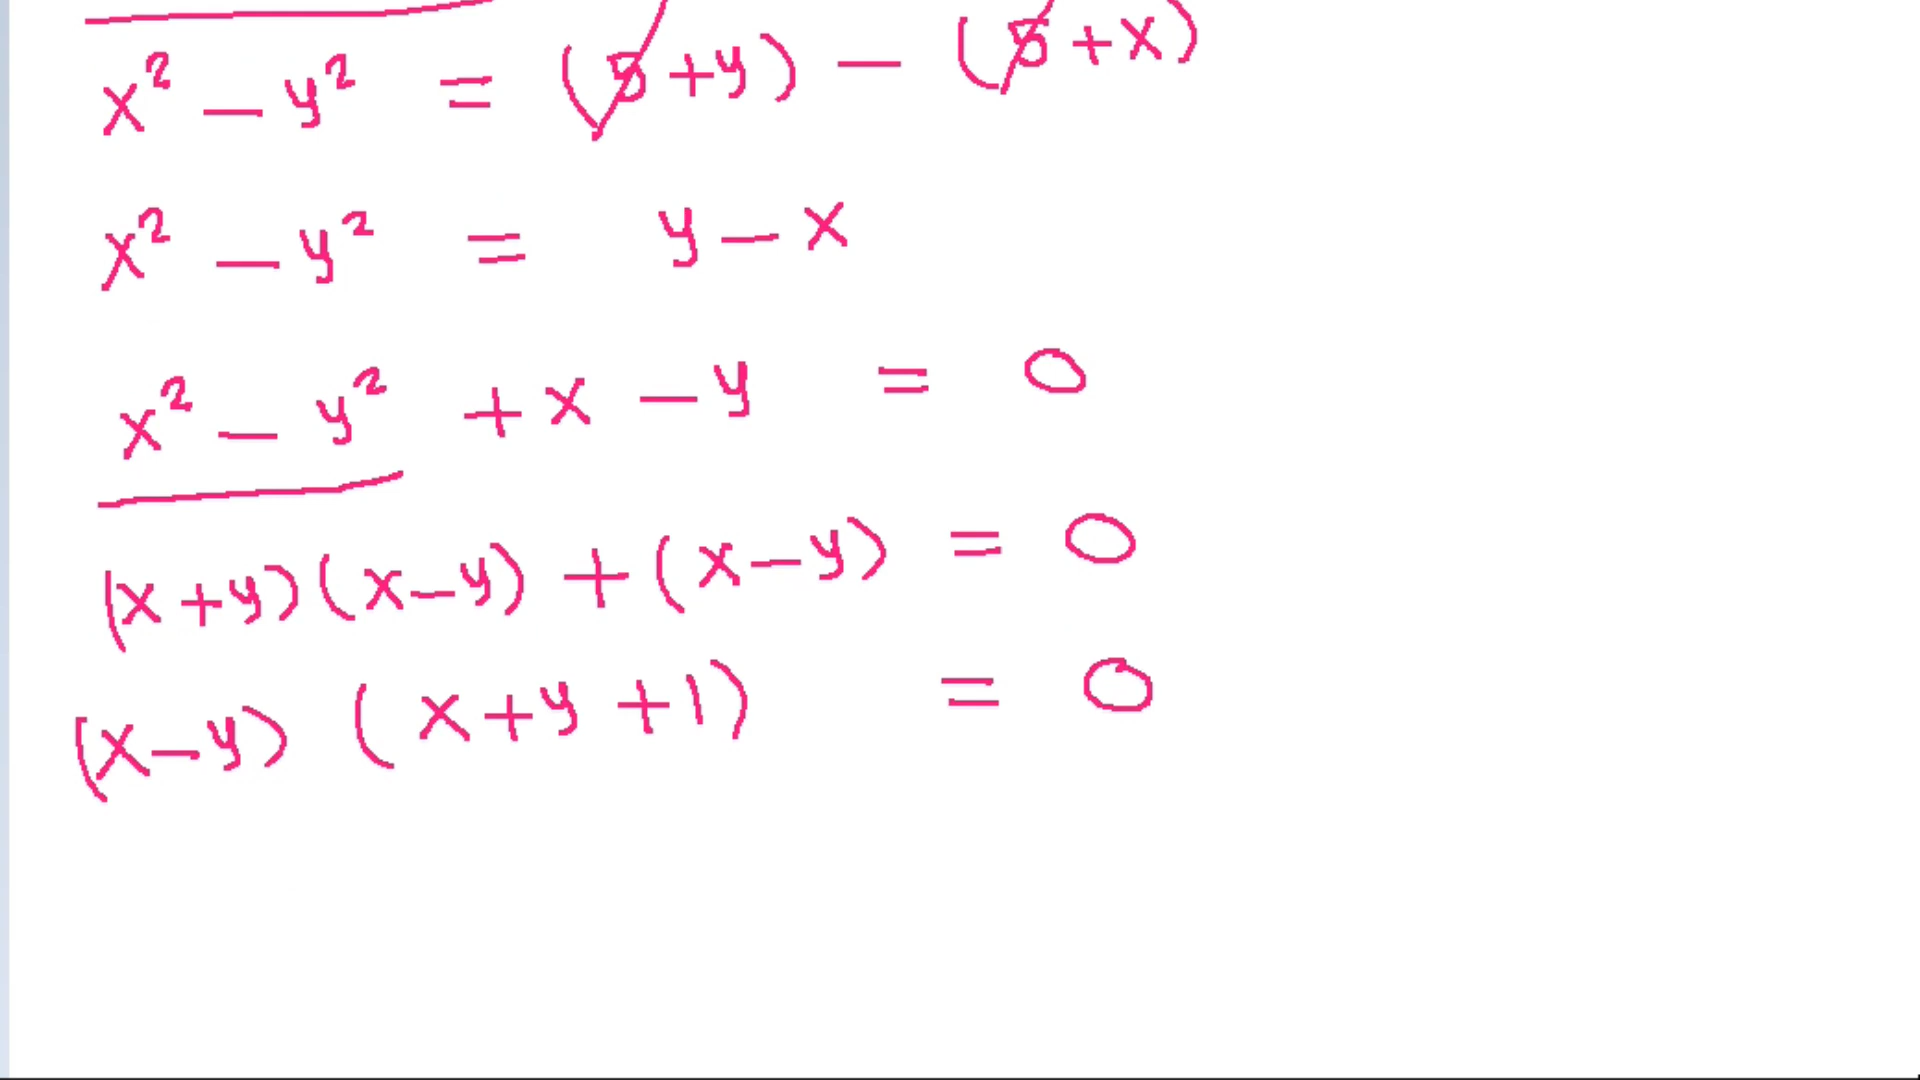 x² - y² = (5+y) - (5+x)
x² - y² = y - x
x² - y² + x - y = 0
(x+y)(x-y) + (x-y) = 0
(x-y) (x+y+1) = 0